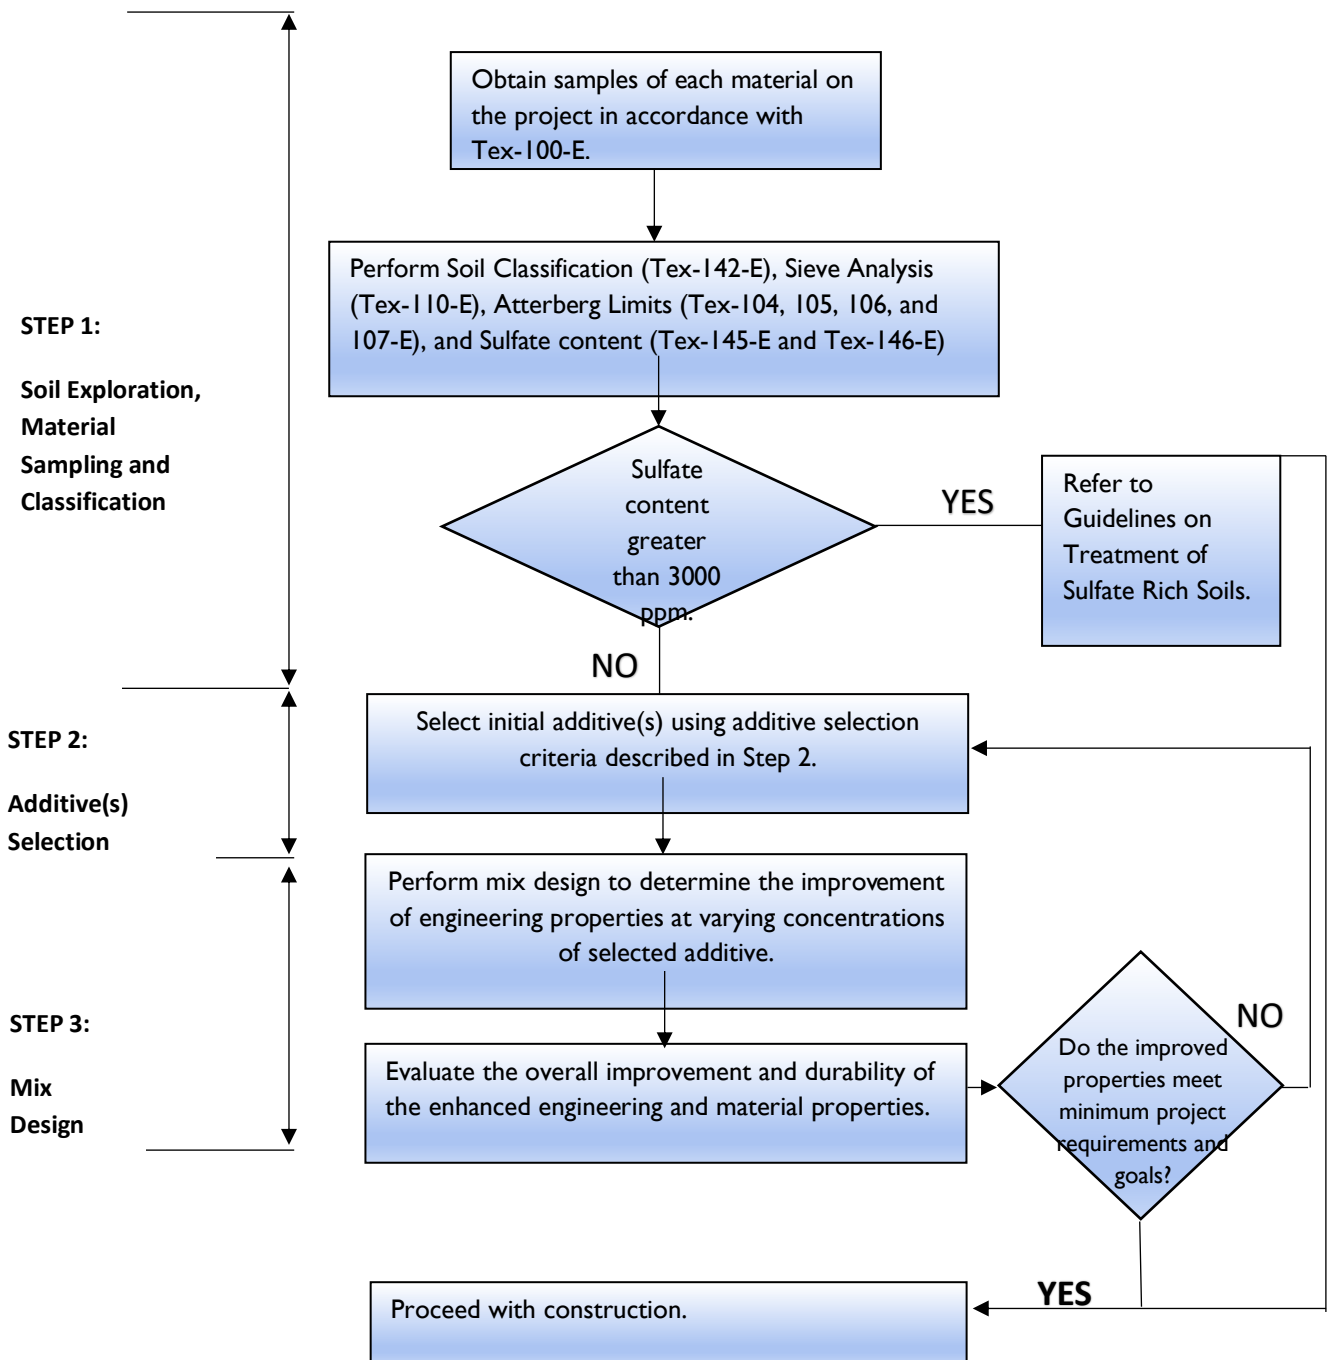 Obtain samples of each material on
the project in accordance with
Tex-100-E.
Perform Soil Classification (Tex-142-E), Sieve Analysis
(Tex-110-E), Atterberg Limits (Tex-104, 105, 106, and
107-E), and Sulfate content (Tex-145-E and Tex-146-E)
STEP 1:
Soil Exploration,
Material
Sampling and
Classification
Sulfate
content
greater
than 3000
ppm.
YES
Refer to
Guidelines on
Treatment of
Sulfate Rich Soils.
NO
STEP 2:
Additive(s)
Selection
Select initial additive(s) using additive selection
criteria described in Step 2.
Perform mix design to determine the improvement
of engineering properties at varying concentrations
of selected additive.
STEP 3:
Mix
Design
Evaluate the overall improvement and durability of
the enhanced engineering and material properties.
NO
Do the improved
properties meet
minimum project
requirements and
goals?
YES
Proceed with construction.